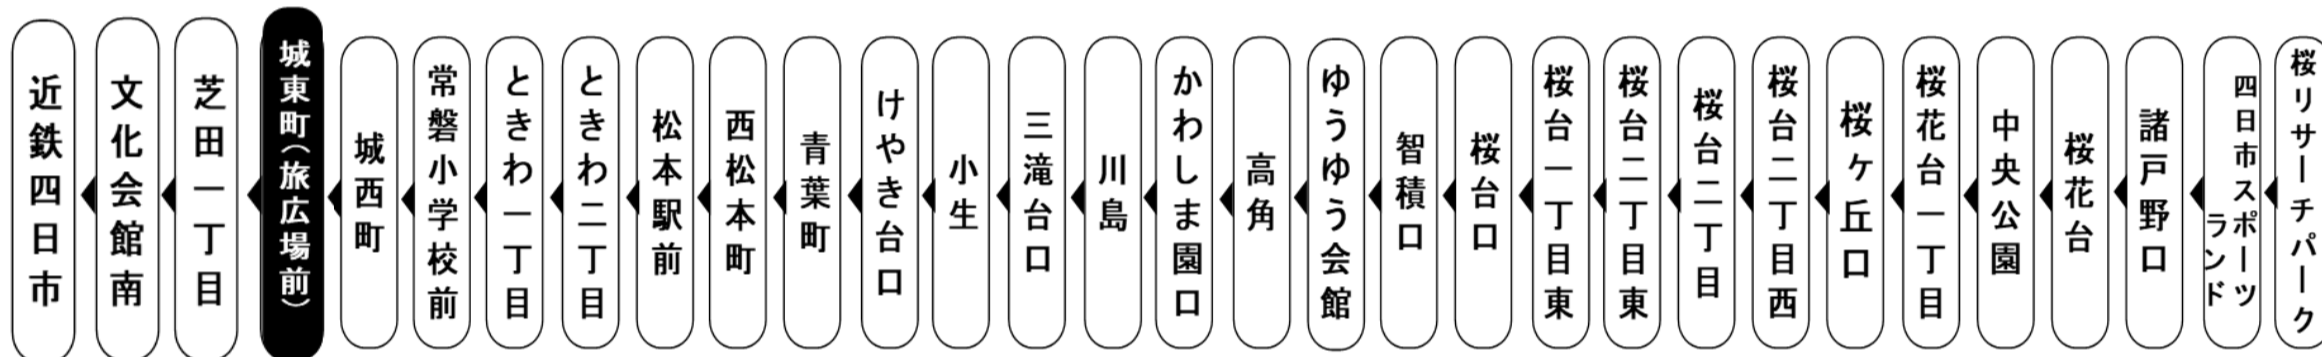 近鉄四日市
文化会館南
芝田一丁目
城東町(旅広場前)
城西町
常磐小学校前
ときわ一丁目
ときわ二丁目
松本駅前
西松本町
青葉町
けやき台口
小生
三滝台口
川島
かわしま園口
高角
ゆうゆう会館
智積口
桜台口
桜台一丁目東
桜台二丁目東
桜台二丁目
桜台二丁目西
桜ヶ丘口
桜花台一丁目
中央公園
桜花台
諸戸野口
四日市スポーツ
ランド
桜リサーチパーク